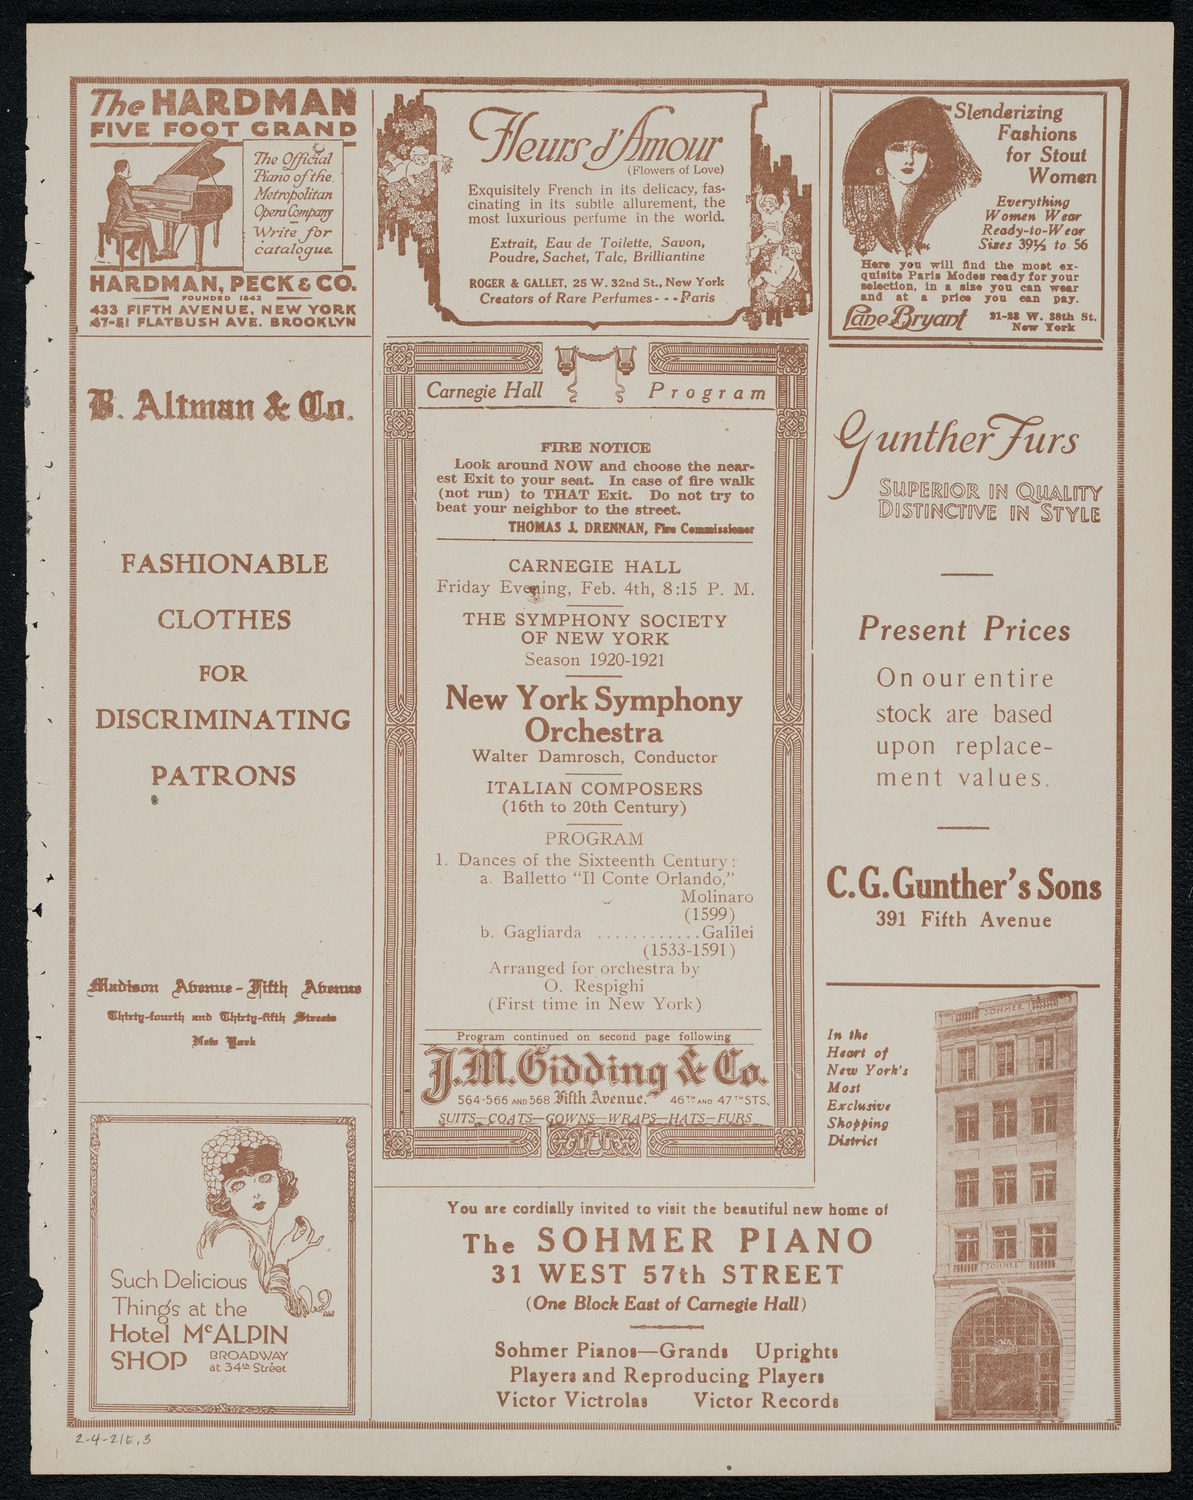 The HARDMAN
FIVE FOOT GRAND
The Official
Piano of the
Metropolitan
Opera Company
Write for
catalogue.
HARDMAN, PECK & CO.
FOUNDED 1842
433 FIFTH AVENUE, NEW YORK
47-51 FLATBUSH AVE. BROOKLYN
Fleurs d'Amour
(Flowers of Love)
Exquisitely French in its delicacy, fas-
cinating in its subtle allurement, the
most luxurious perfume in the world.
Extrait, Eau de Toilette, Savon,
Poudre, Sachet, Talc, Brilliantine
ROGER & GALLET, 25 W. 32nd St., New York
Creators of Rare Perfumes - - - Paris
Slenderizing
Fashions
for Stout
Women
Everything
Women Wear
Ready-to-Wear
Sizes 39½ to 56
Here you will find the most ex-
quisite Paris Modes ready for your
selection, in a size you can wear
and at a price you can pay.
Lane Bryant
21-23 W. 38th St.
New York
B. Altman & Co.
FASHIONABLE
CLOTHES
FOR
DISCRIMINATING
PATRONS
Madison Avenue - Fifth Avenue
Thirty-fourth and Thirty-fifth Streets
New York
Such Delicious
Things at the
Hotel McALPIN
SHOP
BROADWAY
at 34th Street
Carnegie Hall Program
FIRE NOTICE
Look around NOW and choose the near-
est Exit to your seat. In case of fire walk
(not run) to THAT Exit. Do not try to
beat your neighbor to the street.
THOMAS J. DRENNAN, Fire Commissioner
CARNEGIE HALL
Friday Evening, Feb. 4th, 8:15 P. M.
THE SYMPHONY SOCIETY
OF NEW YORK
Season 1920-1921
New York Symphony
Orchestra
Walter Damrosch, Conductor
ITALIAN COMPOSERS
(16th to 20th Century)
PROGRAM
1. Dances of the Sixteenth Century:
a. Balletto "Il Conte Orlando,"
Molinaro
(1599)
b. Gagliarda ............Galilei
(1533-1591)
Arranged for orchestra by
O. Respighi
(First time in New York)
Program continued on second page following
J.M. Gidding & Co.
564-566 AND 568 Fifth Avenue. 46TH AND 47TH STS.
SUITS—COATS—GOWNS—WRAPS—HATS—FURS
Gunther Furs
SUPERIOR IN QUALITY
DISTINCTIVE IN STYLE
Present Prices
On our entire
stock are based
upon replace-
ment values.
C.G. Gunther's Sons
391 Fifth Avenue
In the
Heart of
New York's
Most
Exclusive
Shopping
District
SOHMER
SOHMER
You are cordially invited to visit the beautiful new home of
The SOHMER PIANO
31 WEST 57th STREET
(One Block East of Carnegie Hall)
Sohmer Pianos—Grands Uprights
Players and Reproducing Players
Victor Victrolas Victor Records
2-4-21E, 3